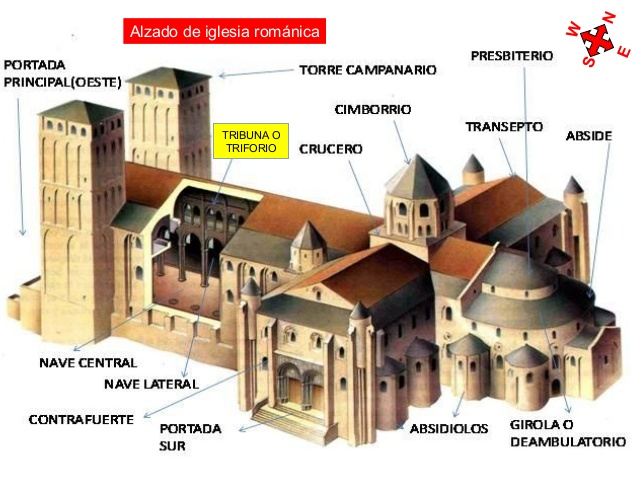 Alzado de iglesia románica
N
W
E
S
PORTADA
PRINCIPAL(OESTE)
TORRE CAMPANARIO
PRESBITERIO
CIMBORRIO
TRIBUNA O
TRIFORIO
CRUCERO
TRANSEPTO
ABSIDE
NAVE CENTRAL
NAVE LATERAL
CONTRAFUERTE
PORTADA
SUR
ABSIDIOLOS
GIROLA O
DEAMBULATORIO